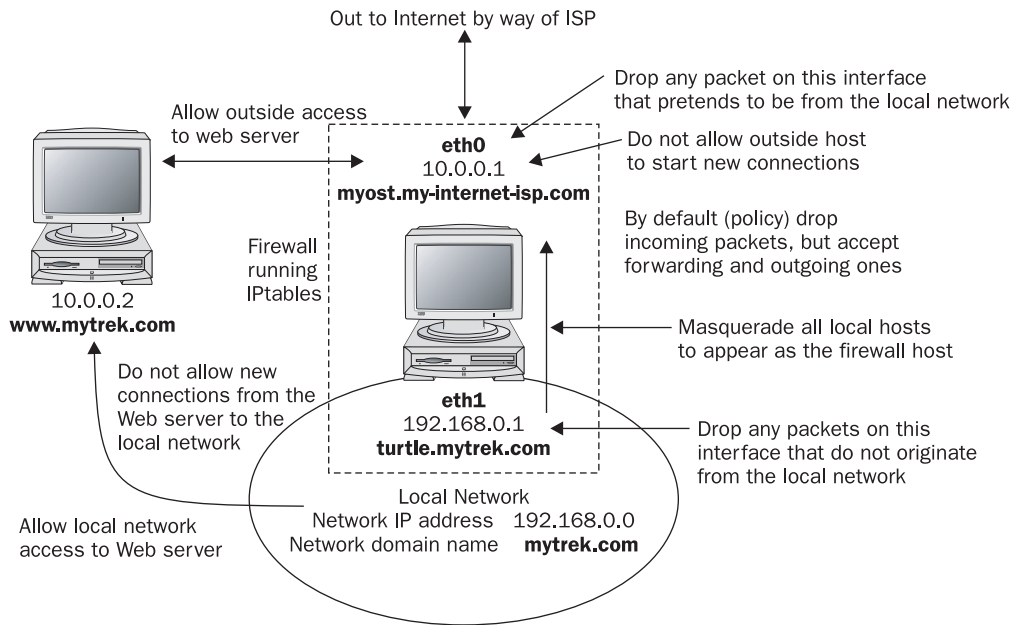 Out to Internet by way of ISP
Drop any packet on this interface
that pretends to be from the local network
Allow outside access
to web server
eth0
10.0.0.1
myost.my-internet-isp.com
Do not allow outside host
to start new connections
By default (policy) drop
incoming packets, but accept
forwarding and outgoing ones
Firewall
running
IPtables
10.0.0.2
www.mytrek.com
Masquerade all local hosts
to appear as the firewall host
Do not allow new
connections from the
Web server to the
local network
eth1
192.168.0.1
turtle.mytrek.com
Drop any packets on this
interface that do not originate
from the local network
Allow local network
access to Web server
Local Network
Network IP address 192.168.0.0
Network domain name mytrek.com